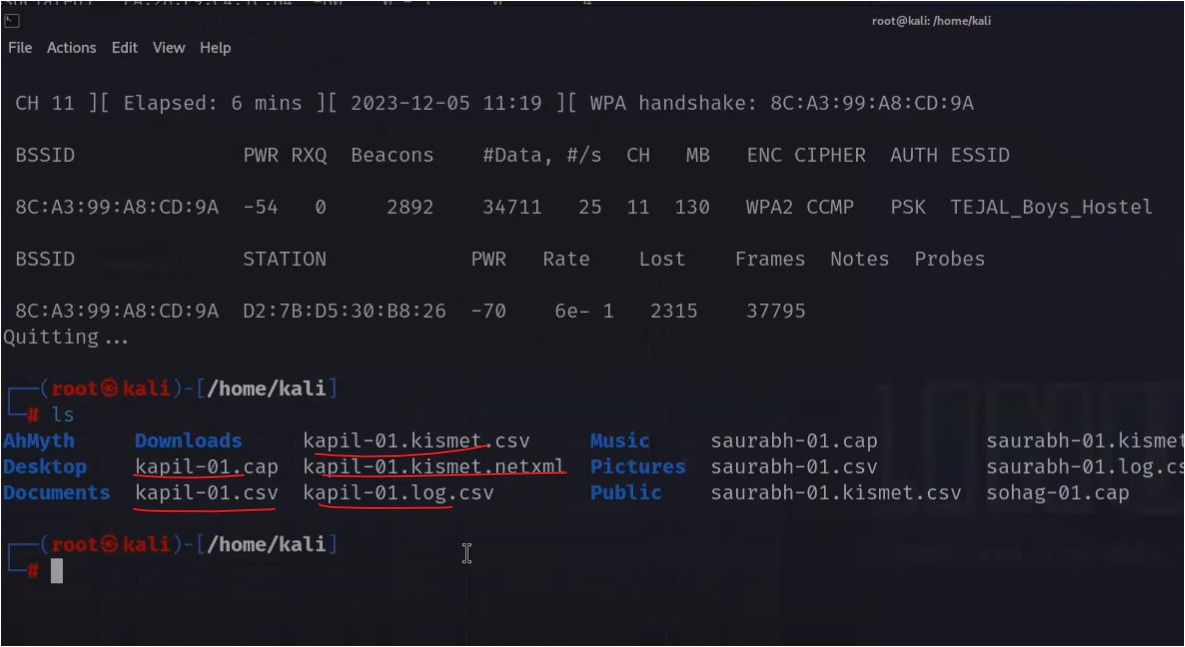 root@kali: /home/kali
File Actions Edit View Help
CH 11 ][ Elapsed: 6 mins ][ 2023-12-05 11:19 ][ WPA handshake: 8C:A3:99:A8:CD:9A
BSSID PWR RXQ Beacons #Data, #/s CH MB ENC CIPHER AUTH ESSID
8C:A3:99:A8:CD:9A -54 0 2892 34711 25 11 130 WPA2 CCMP PSK TEJAL_Boys_Hostel
BSSID STATION PWR Rate Lost Frames Notes Probes
8C:A3:99:A8:CD:9A D2:7B:D5:30:B8:26 -70 6e- 1 2315 37795
Quitting...
(root㉿kali)-[/home/kali]
# ls
AhMyth Downloads kapil-01.kismet.csv Music saurabh-01.cap saurabh-01.kismet
Desktop kapil-01.cap kapil-01.kismet.netxml Pictures saurabh-01.csv saurabh-01.log.cs
Documents kapil-01.csv kapil-01.log.csv Public saurabh-01.kismet.csv sohag-01.cap
(root㉿kali)-[/home/kali]
#